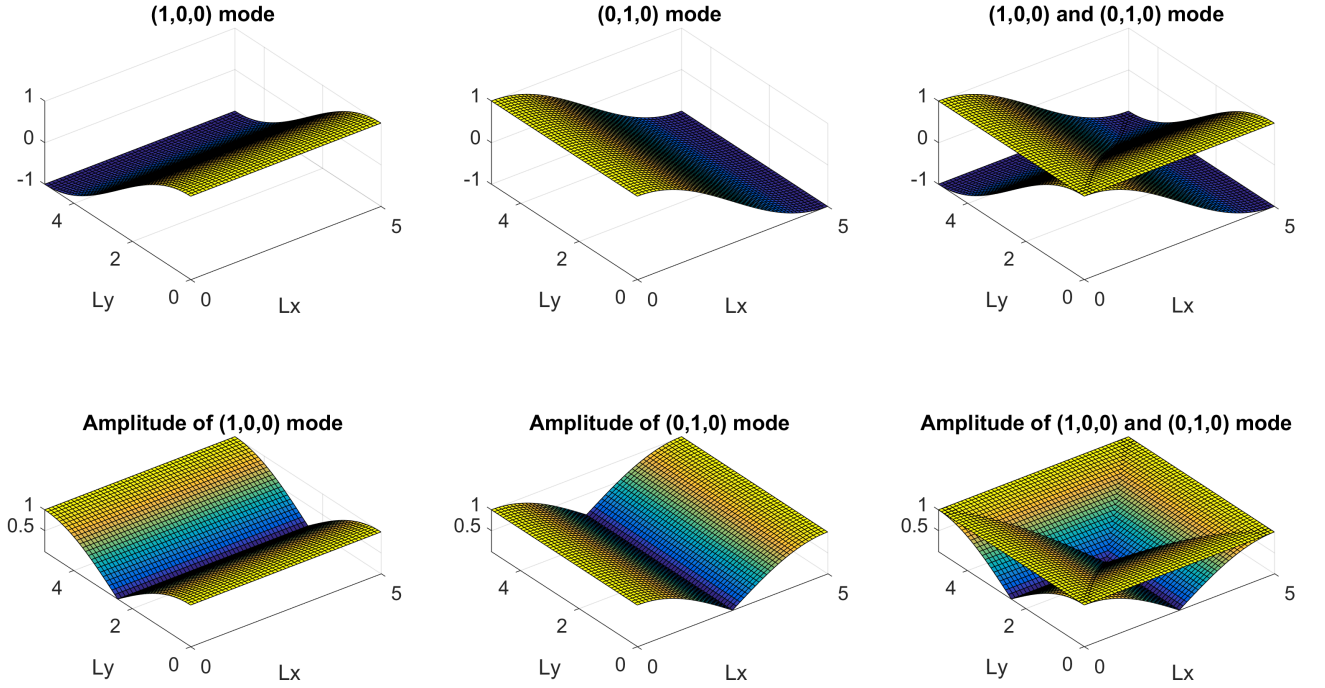 (1,0,0) mode
1
0
-1
4
2
0
0
5
Ly
Lx
(0,1,0) mode
1
0
-1
4
2
0
0
5
Ly
Lx
(1,0,0) and (0,1,0) mode
1
0
-1
4
2
0
0
5
Ly
Lx
Amplitude of (1,0,0) mode
1
0.5
4
2
0
0
5
Ly
Lx
Amplitude of (0,1,0) mode
1
0.5
4
2
0
0
5
Ly
Lx
Amplitude of (1,0,0) and (0,1,0) mode
1
0.5
4
2
0
0
5
Ly
Lx